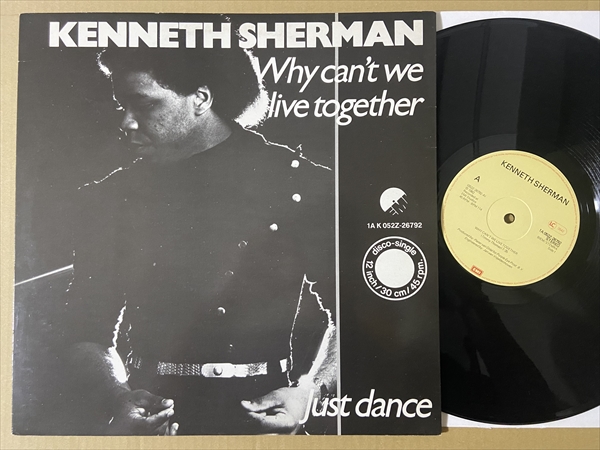 KENNETH SHERMAN
Why can't we
live together
1A K 052Z-26792
disco-single
12 inch/30 cm/45 rpm.
just dance
KENNETH SHERMAN
A